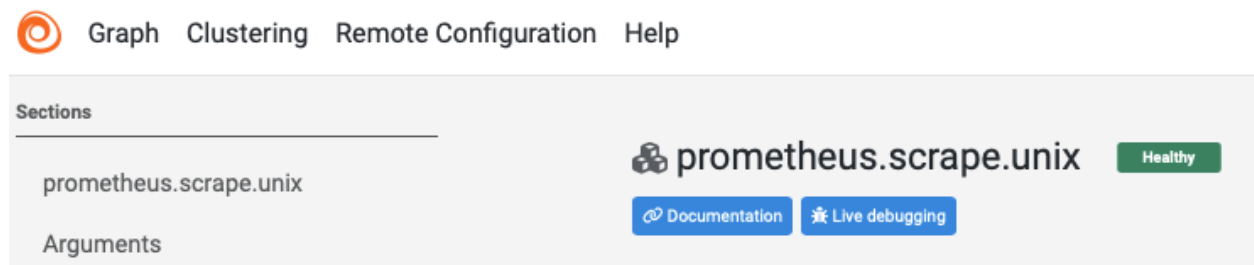 Graph Clustering Remote Configuration Help
Sections
prometheus.scrape.unix
Arguments
prometheus.scrape.unix Healthy
Documentation Live debugging